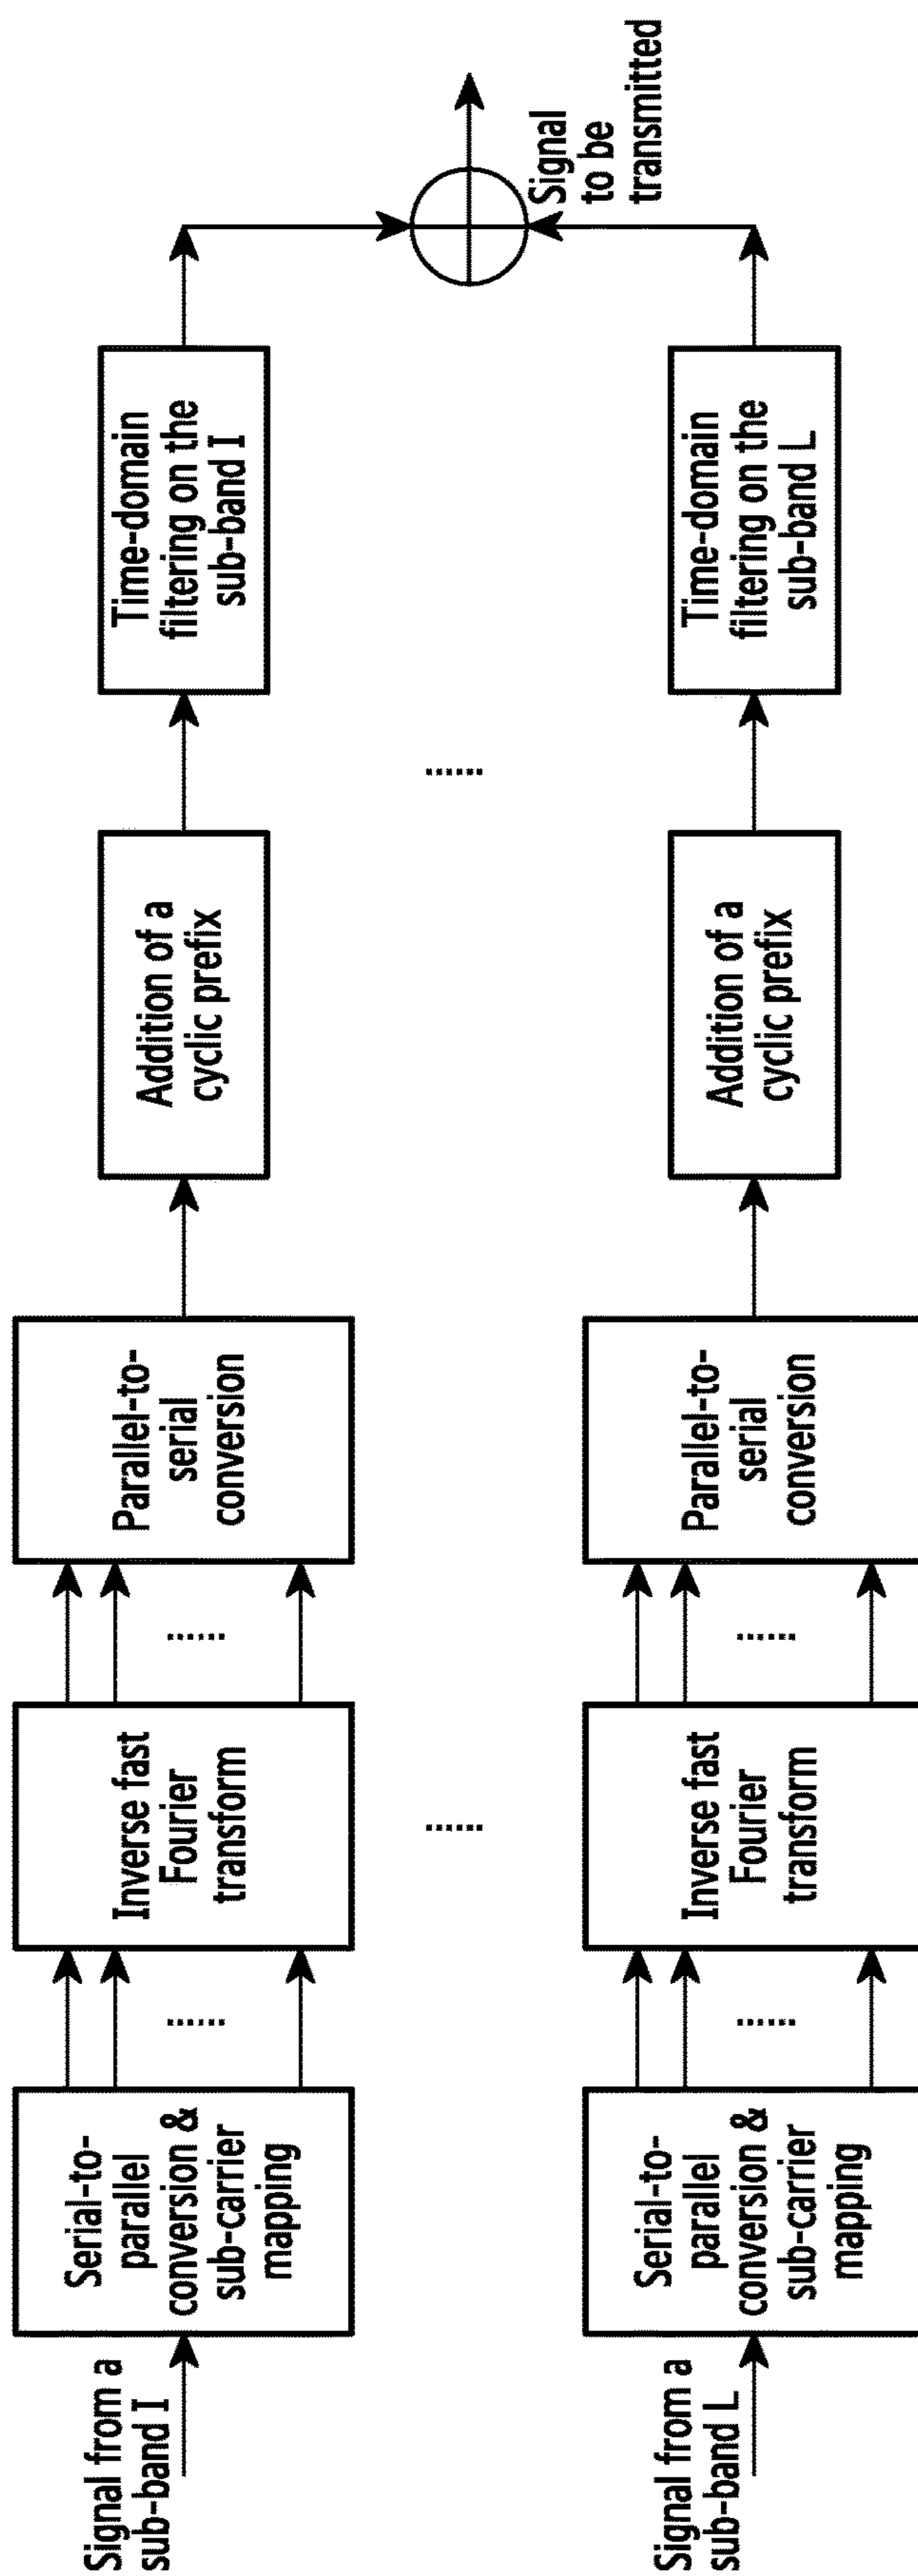 Signal from a
sub-band I
Serial-to-
parallel
conversion &
sub-carrier
mapping
Inverse fast
Fourier
transform
Parallel-to-
serial
conversion
Addition of a
cyclic prefix
Time-domain
filtering on the
sub-band I
Signal
to be
transmitted
Signal from a
sub-band L
Serial-to-
parallel
conversion &
sub-carrier
mapping
Inverse fast
Fourier
transform
Parallel-to-
serial
conversion
Addition of a
cyclic prefix
Time-domain
filtering on the
sub-band L